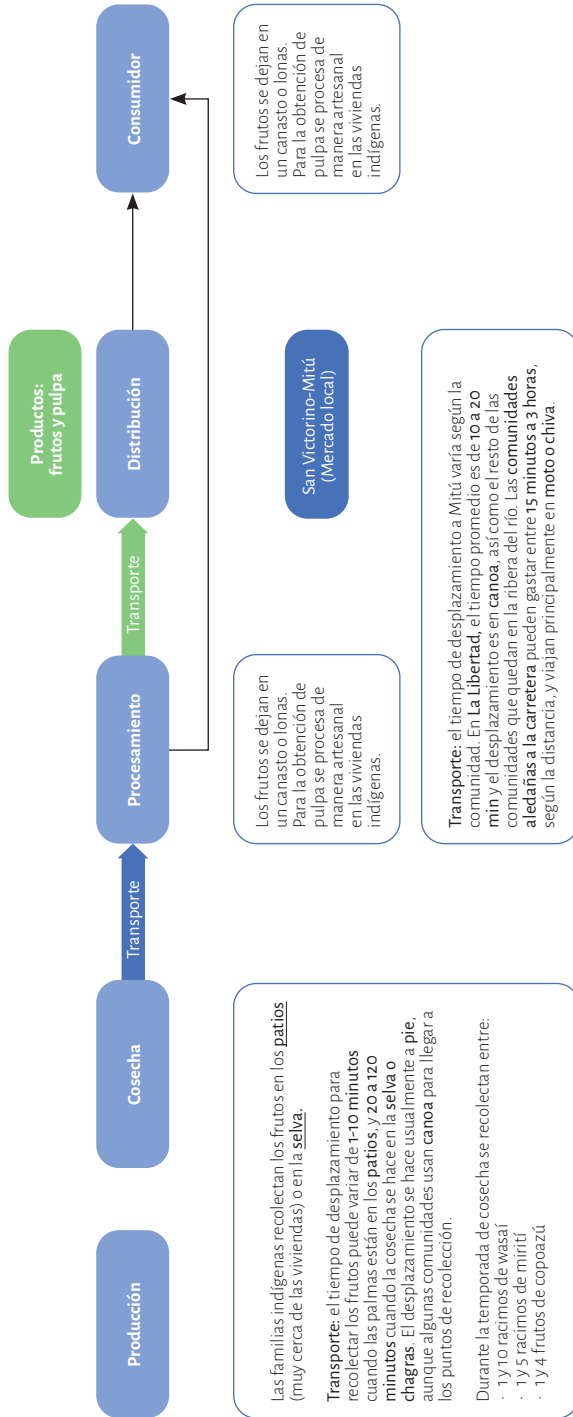 Productos:
frutos y pulpa
Producción
Cosecha
Transporte
Procesamiento
Transporte
Distribución
Consumidor
Las familias indígenas recolectan los frutos en los patios
(muy cerca de las viviendas) o en la selva.
Transporte: el tiempo de desplazamiento para
recolectar los frutos puede variar de 1-10 minutos
cuando las palmas están en los patios, y 20 a 120
minutos cuando la cosecha se hace en la selva o
chagras. El desplazamiento se hace usualmente a pie,
aunque algunas comunidades usan canoa para llegar a
los puntos de recolección.
Durante la temporada de cosecha se recolectan entre:
· 1 y 10 racimos de wasaí
· 1 y 5 racimos de mirití
· 1 y 4 frutos de copoazú
Los frutos se dejan en
un canasto o lonas.
Para la obtención de
pulpa se procesa de
manera artesanal
en las viviendas
indígenas.
San Victorino-Mitú
(Mercado local)
Los frutos se dejan en
un canasto o lonas.
Para la obtención de
pulpa se procesa de
manera artesanal
en las viviendas
indígenas.
Transporte: el tiempo de desplazamiento a Mitú varía según la
comunidad. En La Libertad, el tiempo promedio es de 10 a 20
min y el desplazamiento es en canoa, así como el resto de las
comunidades que quedan en la ribera del río. Las comunidades
aledañas a la carretera pueden gastar entre 15 minutos a 3 horas,
según la distancia, y viajan principalmente en moto o chiva.